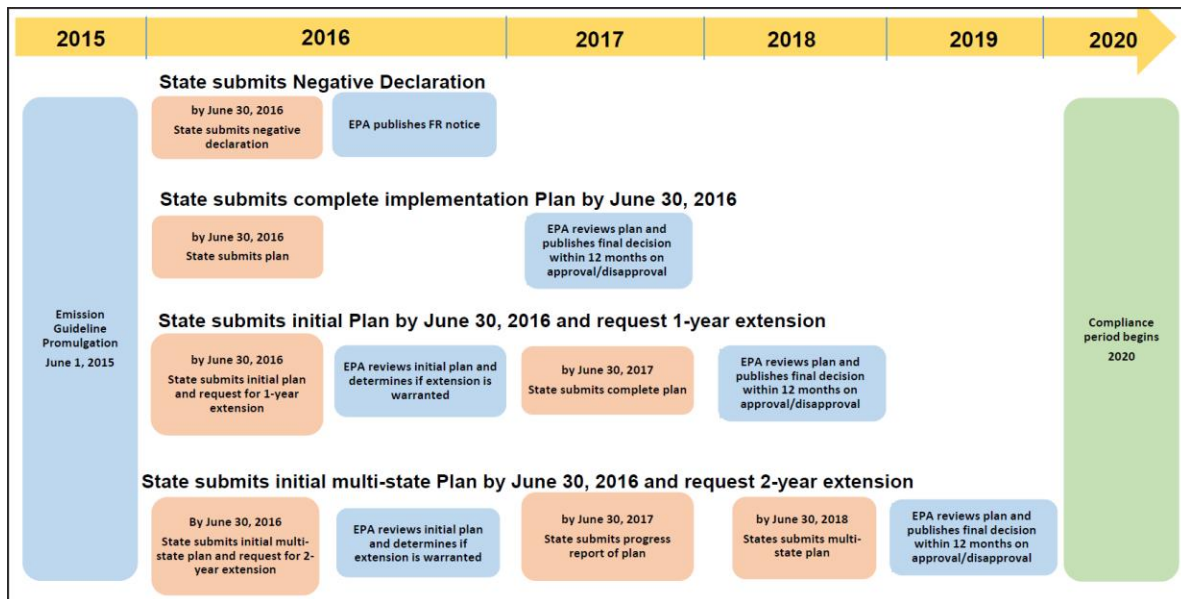 2015
2016
2017
2018
2019
2020
State submits Negative Declaration
by June 30, 2016
State submits negative
declaration
EPA publishes FR notice
State submits complete implementation Plan by June 30, 2016
by June 30, 2016
State submits plan
EPA reviews plan and
publishes final decision
within 12 months on
approval/disapproval
Emission
Guideline
Promulgation
June 1, 2015
State submits initial Plan by June 30, 2016 and request 1-year extension
by June 30, 2016
State submits initial plan
and request for 1-year
extension
EPA reviews initial plan and
determines if extension is
warranted
by June 30, 2017
State submits complete plan
EPA reviews plan and
publishes final decision
within 12 months on
approval/disapproval
Compliance
period begins
2020
State submits initial multi-state Plan by June 30, 2016 and request 2-year extension
By June 30, 2016
State submits initial multi-
state plan and request for 2-
year extension
EPA reviews initial plan
and determines if
extension is warranted
by June 30, 2017
State submits progress
report of plan
by June 30, 2018
States submits multi-
state plan
EPA reviews plan and
publishes final decision
within 12 months on
approval/disapproval